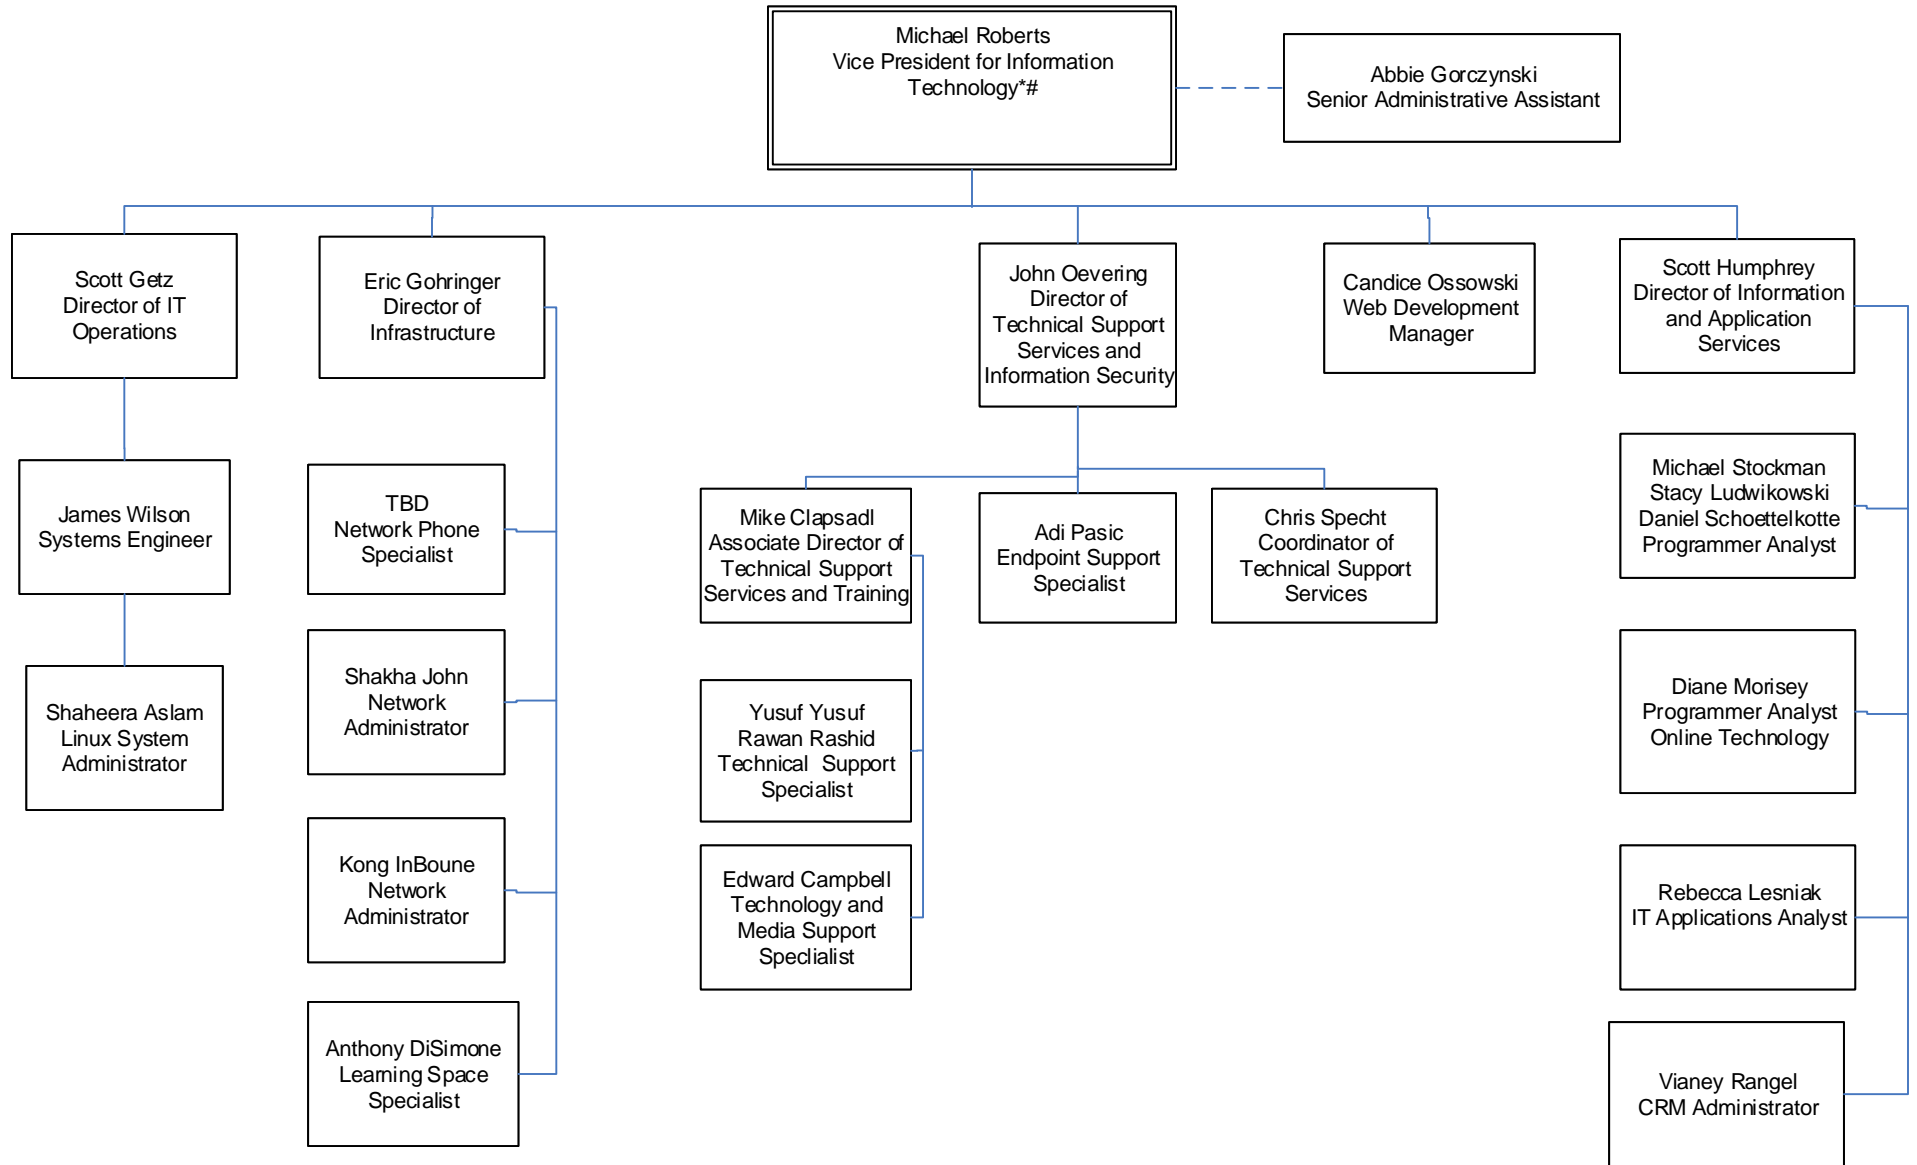 Michael Roberts
Vice President for Information
Technology*#
Abbie Gorczynski
Senior Administrative Assistant
Scott Getz
Director of IT
Operations
Eric Gohringer
Director of
Infrastructure
John Oevering
Director of
Technical Support
Services and
Information Security
Candice Ossowski
Web Development
Manager
Scott Humphrey
Director of Information
and Application
Services
James Wilson
Systems Engineer
Shaheera Aslam
Linux System
Administrator
TBD
Network Phone
Specialist
Shakha John
Network
Administrator
Kong InBoune
Network
Administrator
Anthony DiSimone
Learning Space
Specialist
Mike Clapsadl
Associate Director of
Technical Support
Services and Training
Adi Pasic
Endpoint Support
Specialist
Chris Specht
Coordinator of
Technical Support
Services
Yusuf Yusuf
Rawan Rashid
Technical  Support
Specialist
Edward Campbell
Technology and
Media Support
Speclialist
Michael Stockman
Stacy Ludwikowski
Daniel Schoettelkotte
Programmer Analyst
Diane Morisey
Programmer Analyst
Online Technology
Rebecca Lesniak
IT Applications Analyst
Vianey Rangel
CRM Administrator